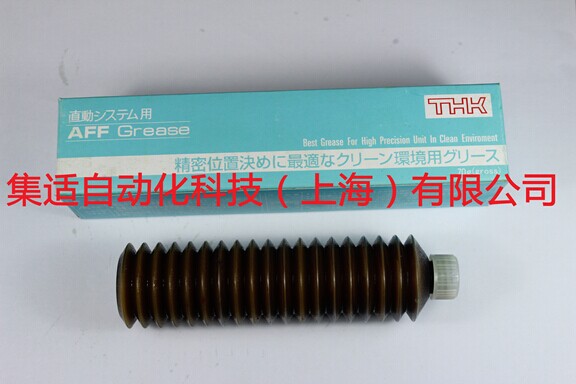 直動システム用
AFF Grease
THK
Best Grease For High Precision Unit In Clean Enviroment
精密位置決めに最適なクリーン環境用グリース
集适自动化科技（上海）有限公司